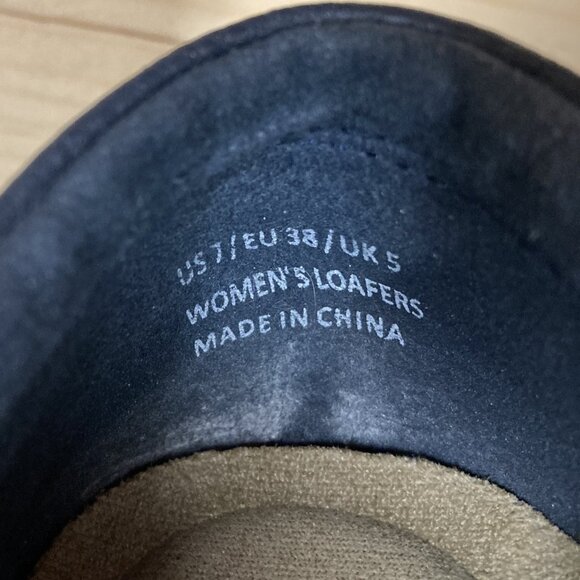 US 7/EU 38/UK 5
WOMEN'S LOAFERS
MADE IN CHINA